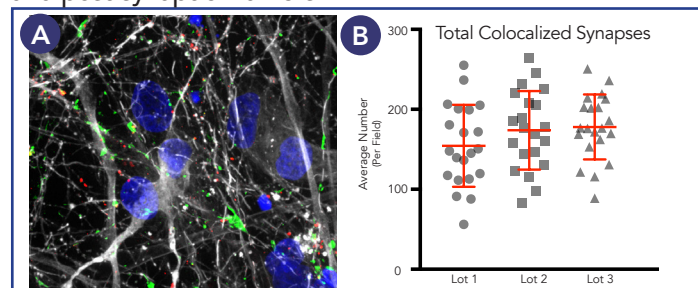 A
B
Total Colocalized Synapses
Average Number
(Per Field)
300
200
100
0
Lot 1
Lot 2
Lot 3